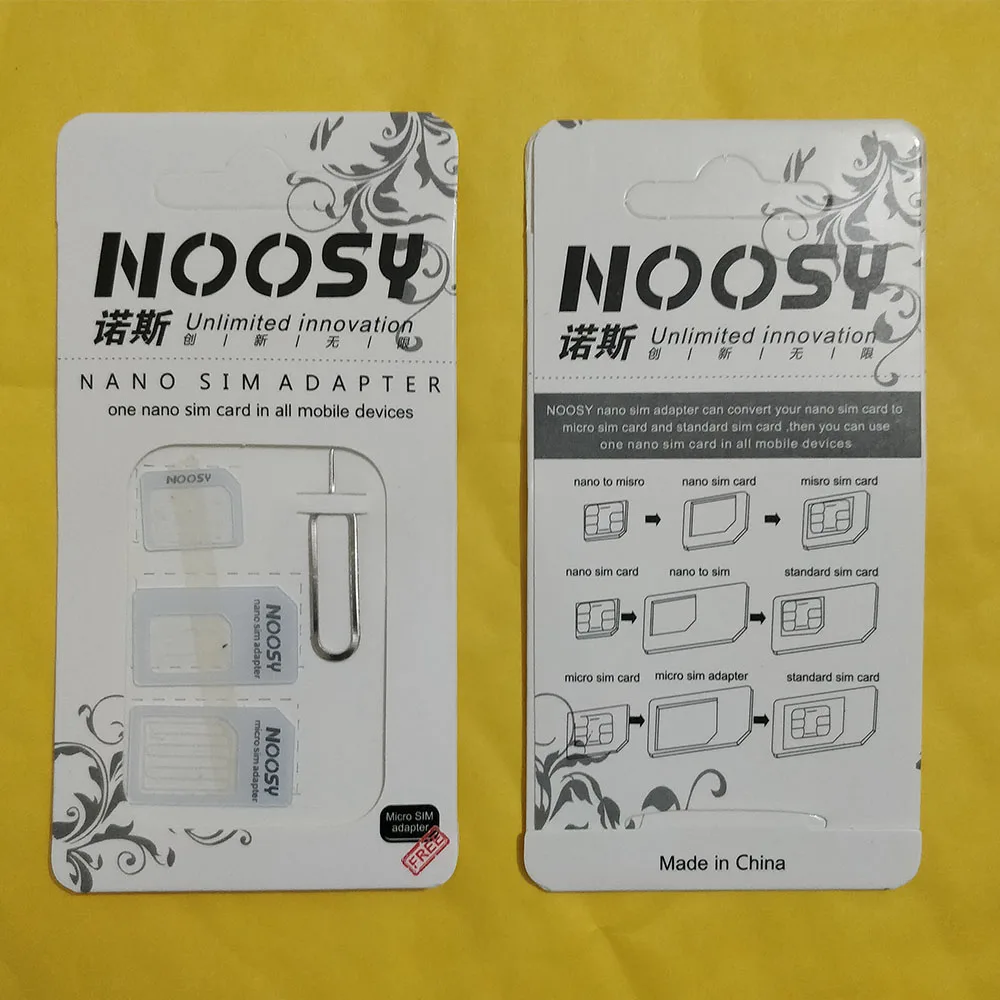 NOOSY
诺斯 Unlimited innovation
创 新 无 限
NANO SIM ADAPTER
one nano sim card in all mobile devices
NOOSY
NOOSY
nano sim adapter
NOOSY
micro sim adapter
Micro SIM
adapter
FREE
NOOSY
诺斯 Unlimited innovation
创 新 无 限
NOOSY nano sim adapter can convert your nano sim card to
micro sim card and standard sim card ,then you can use
one nano sim card in all mobile devices
nano to misro nano sim card misro sim card
nano sim card nano to sim standard sim card
micro sim card micro sim adapter standard sim card
Made in China